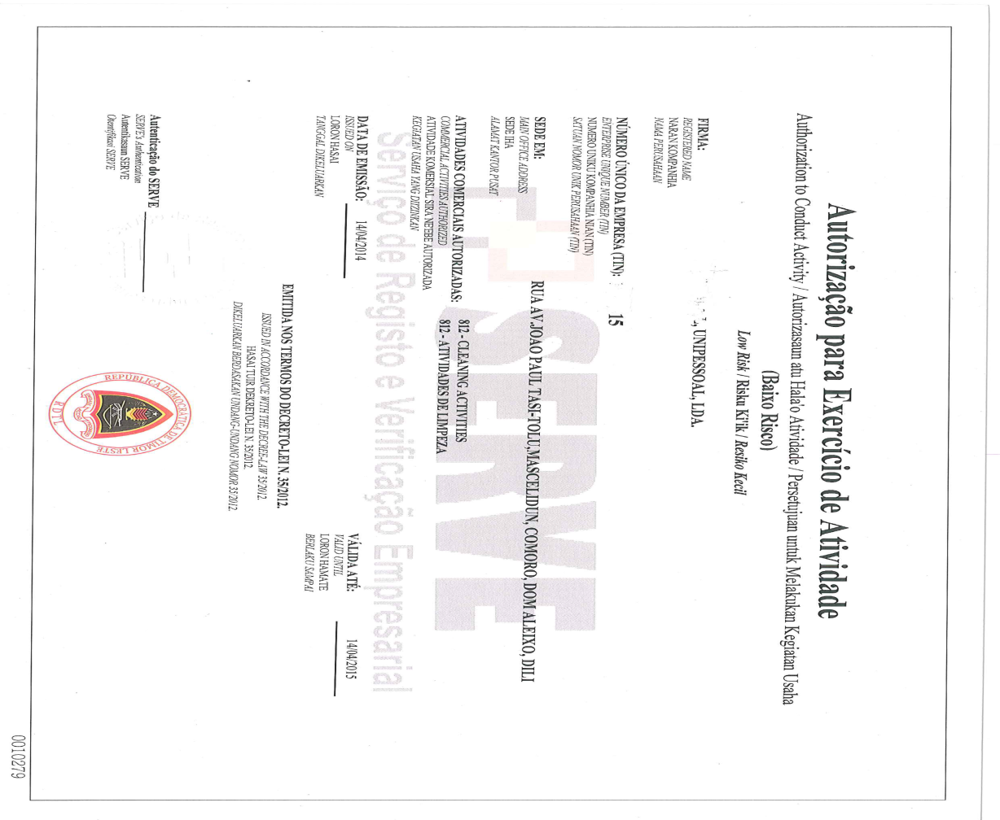 Autorização para Exercício de Atividade
Authorization to Conduct Activity / Autorizasaun atu Hala'o Atividade / Persetujuan untuk Melakukan Kegiatan Usaha
(Baixo Risco)
Low Risk / Risku Ki'ik / Resiko Kecil
FIRMA:
REGISTERED NAME
NARAN KOMPANHIA
NAMA PERUSAHAAN
, UNIPESSOAL, LDA.
NÚMERO ÚNICO DA EMPRESA (TIN):
ENTERPRISE UNIQUE NUMBER (TIN)
NUMERO UNIKU KOMPANHIA NIAN (TIN)
SATUAN NOMOR UNIK PERUSAHAAN (TIN)
15
SEDE EM:
MAIN OFFICE ADDRESS
SEDE IHA
ALAMAT KANTOR PUSAT
RUA AV.JOAO PAUL TASI-TOLU,MASCELIDUN, COMORO, DOM ALEIXO, DILI
SERVE
Serviço de Registo e Verificação Empresarial
ATIVIDADES COMERCIAIS AUTORIZADAS:
COMMERCIAL ACTIVITIES AUTHORIZED
ATIVIDADE KOMERSIAL SIRA NE'EBE AUTORIZADA
KEGIATAN USAHA YANG DIIZINKAN
812 - CLEANING ACTIVITIES
812 - ATIVIDADES DE LIMPEZA
DATA DE EMISSÃO:
ISSUED ON
LORON HASAI
TANGGAL DIKELUARKAN
14/04/2014
VÁLIDA ATÉ:
VALID UNTIL
LORON HAMATE
BERLAKU SAMPAI
14/04/2015
EMITIDA NOS TERMOS DO DECRETO-LEI N. 35/2012.
ISSUED IN ACCORDANCE WITH THE DECREE-LAW 35/2012.
HASAI TUIR DEKRETO-LEI N. 35/2012.
DIKELUARKAN BERDASAKAN UNDANG-UNDANG NOMOR 35/2012.
Autenticação do SERVE
SERVE's Authentication
Autentikasaun SERVE
Otentifikasi SERVE
REPÚBLICA DEMOCRÁTICA DE TIMOR LESTE
RDTL
0010279